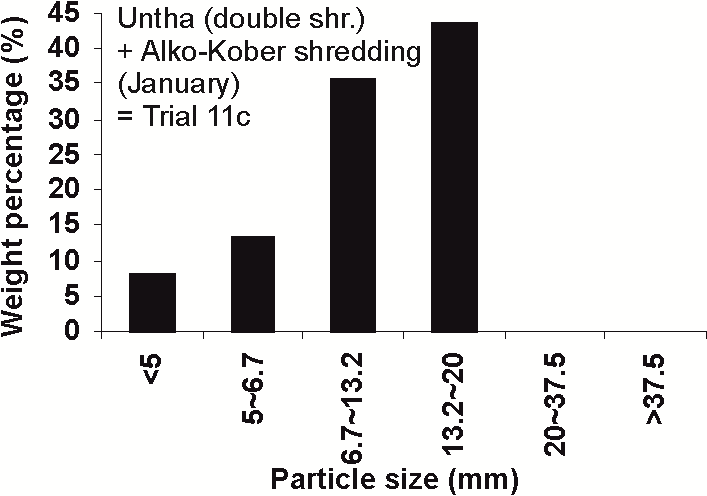 Untha (double shr.)
+ Alko-Kober shredding
(January)
= Trial 11c
Weight percentage (%)
45
40
35
30
25
20
15
10
5
0
<5
5~6.7
6.7~13.2
13.2~20
20~37.5
>37.5
Particle size (mm)